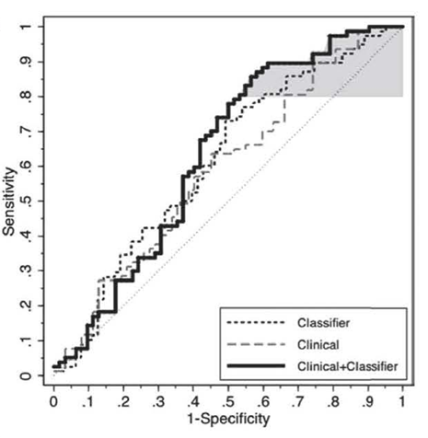 1
.9
.8
.7
.6
.5
.4
.3
.2
.1
0
Sensitivity
0 .1 .2 .3 .4 .5 .6 .7 .8 .9 1
1-Specificity
Classifier
Clinical
Clinical+Classifier